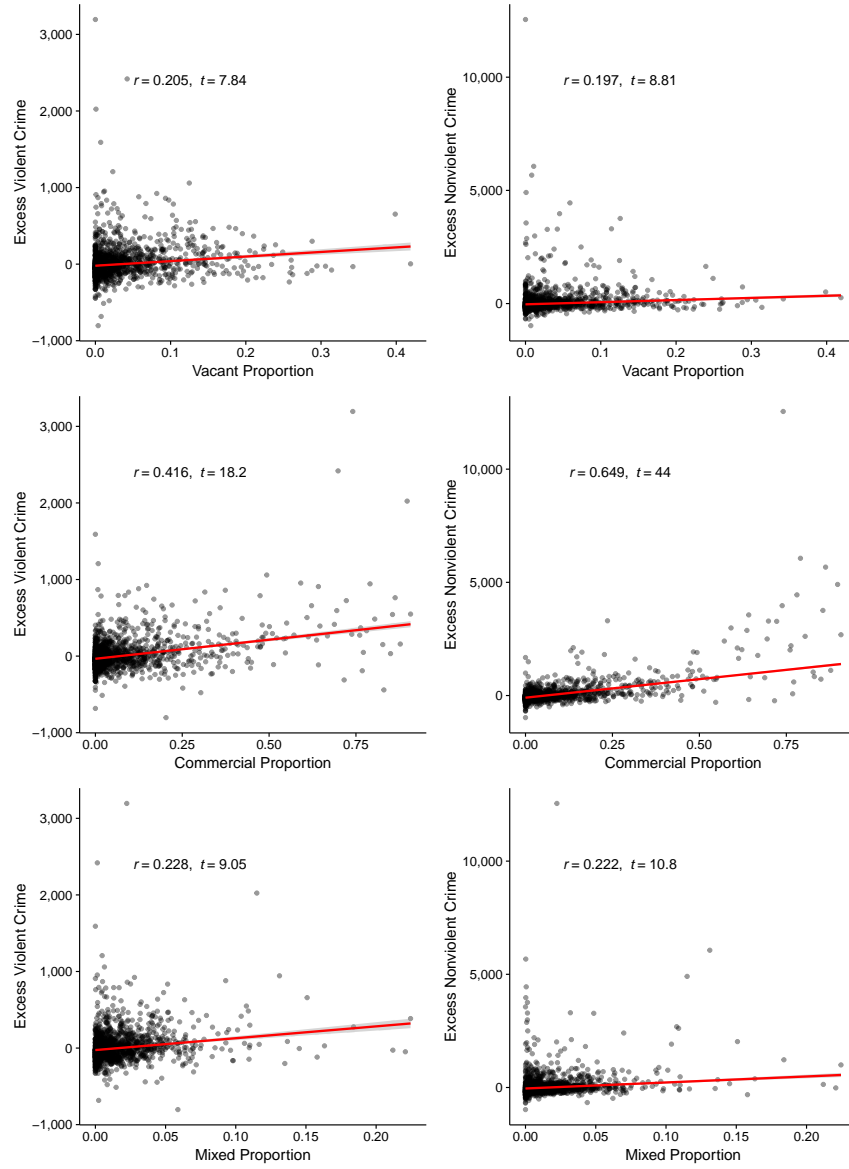 3,000
2,000
1,000
0
−1,000
Excess Violent Crime
r = 0.205, t = 7.84
0.0 0.1 0.2 0.3 0.4
Vacant Proportion
10,000
5,000
0
Excess Nonviolent Crime
r = 0.197, t = 8.81
0.0 0.1 0.2 0.3 0.4
Vacant Proportion
3,000
2,000
1,000
0
−1,000
Excess Violent Crime
r = 0.416, t = 18.2
0.00 0.25 0.50 0.75
Commercial Proportion
10,000
5,000
0
Excess Nonviolent Crime
r = 0.649, t = 44
0.00 0.25 0.50 0.75
Commercial Proportion
3,000
2,000
1,000
0
−1,000
Excess Violent Crime
r = 0.228, t = 9.05
0.00 0.05 0.10 0.15 0.20
Mixed Proportion
10,000
5,000
0
Excess Nonviolent Crime
r = 0.222, t = 10.8
0.00 0.05 0.10 0.15 0.20
Mixed Proportion